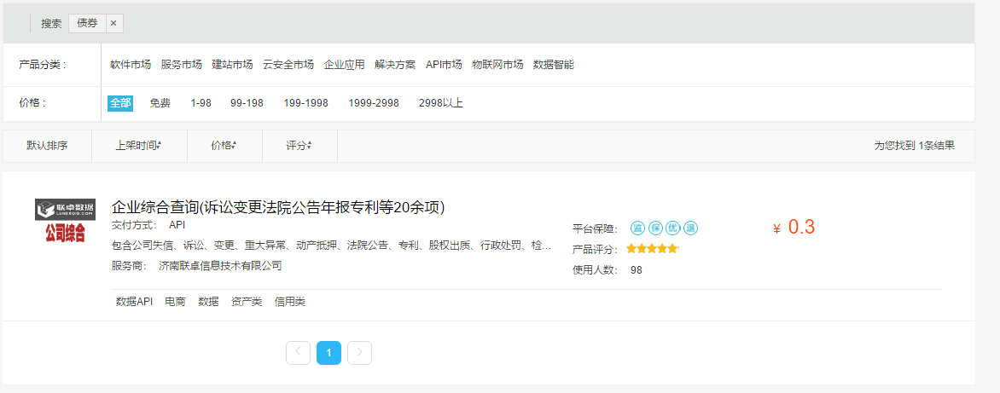 搜索 债券 ×
产品分类 : 软件市场 服务市场 建站市场 云安全市场 企业应用 解决方案 API市场 物联网市场 数据智能
价格 : 全部 免费 1-98 99-198 199-1998 1999-2998 2998以上
默认排序 上架时间 价格 评分 为您找到 1条结果
联卓数据
LUNDROID.COM
公司综合
企业综合查询(诉讼变更法院公告年报专利等20余项)
交付方式： API
包含公司失信、诉讼、变更、重大异常、动产抵押、法院公告、专利、股权出质、行政处罚、检...
服务商： 济南联卓信息技术有限公司
平台保障： 监 保 优 退
产品评分：
使用人数： 98
¥ 0.3
数据API 电商 数据 资产类 信用类
1